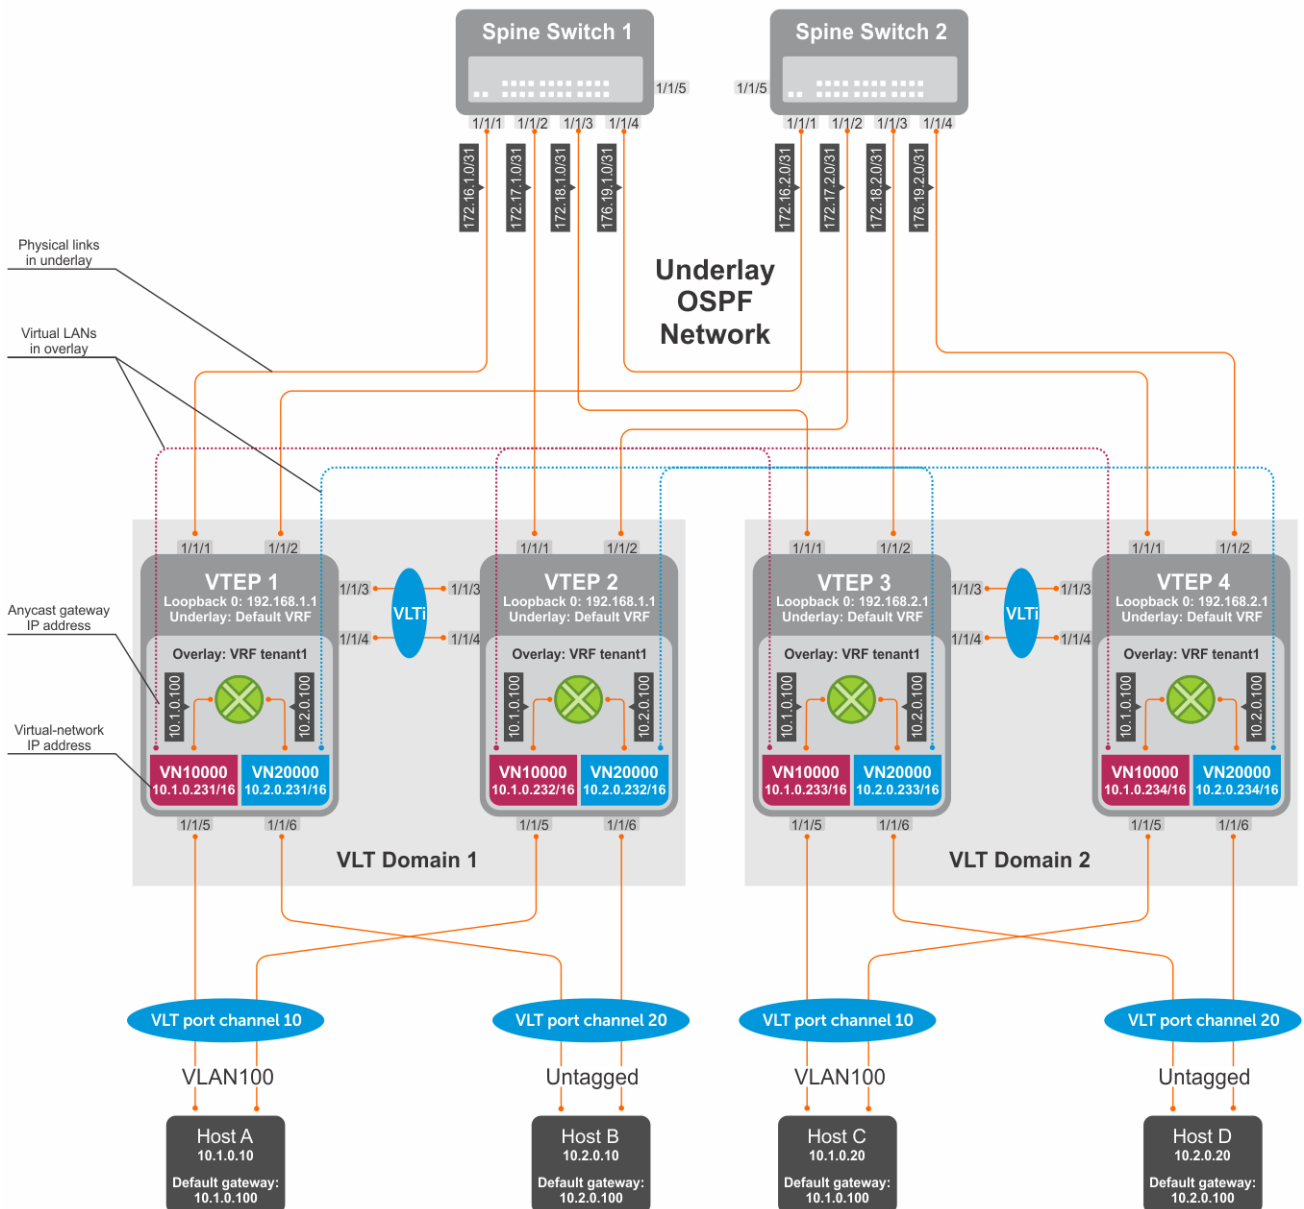 Spine Switch 1
Spine Switch 2
1/1/5
1/1/5
1/1/1
1/1/2
1/1/3
1/1/4
1/1/1
1/1/2
1/1/3
1/1/4
172.16.1.0/31
172.17.1.0/31
172.18.1.0/31
176.19.1.0/31
172.16.2.0/31
172.17.2.0/31
172.18.2.0/31
176.19.2.0/31
Physical links
in underlay
Underlay
OSPF
Network
Virtual LANs
in overlay
1/1/1
1/1/2
1/1/1
1/1/2
1/1/1
1/1/2
1/1/1
1/1/2
VTEP 1
Loopback 0: 192.168.1.1
Underlay: Default VRF
1/1/3
1/1/4
VLTi
1/1/3
1/1/4
VTEP 2
Loopback 0: 192.168.1.1
Underlay: Default VRF
VTEP 3
Loopback 0: 192.168.2.1
Underlay: Default VRF
1/1/3
1/1/4
VLTi
1/1/3
1/1/4
VTEP 4
Loopback 0: 192.168.2.1
Underlay: Default VRF
Anycast gateway
IP address
Virtual-network
IP address
Overlay: VRF tenant1
10.1.0.100
10.2.0.100
VN10000
10.1.0.231/16
VN20000
10.2.0.231/16
Overlay: VRF tenant1
10.1.0.100
10.2.0.100
VN10000
10.1.0.232/16
VN20000
10.2.0.232/16
Overlay: VRF tenant1
10.1.0.100
10.2.0.100
VN10000
10.1.0.233/16
VN20000
10.2.0.233/16
Overlay: VRF tenant1
10.1.0.100
10.2.0.100
VN10000
10.1.0.234/16
VN20000
10.2.0.234/16
1/1/5
1/1/6
1/1/5
1/1/6
1/1/5
1/1/6
1/1/5
1/1/6
VLT Domain 1
VLT Domain 2
VLT port channel 10
VLT port channel 20
VLT port channel 10
VLT port channel 20
VLAN100
Untagged
VLAN100
Untagged
Host A
10.1.0.10
Default gateway:
10.1.0.100
Host B
10.2.0.10
Default gateway:
10.2.0.100
Host C
10.1.0.20
Default gateway:
10.1.0.100
Host D
10.2.0.20
Default gateway:
10.2.0.100